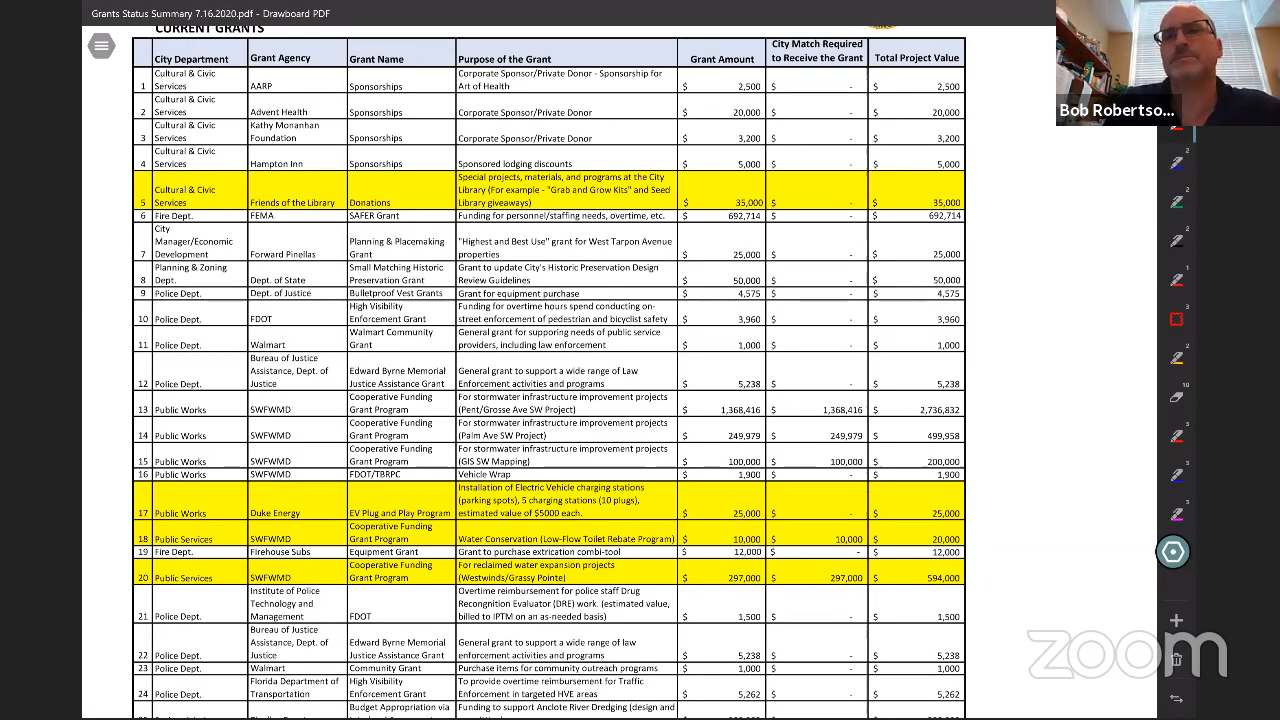 Grants Status Summary 7.16.2020.pdf - Drawboard PDF
CURRENT GRANTS
City Department Grant Agency Grant Name Purpose of the Grant Grant Amount City Match Required to Receive the Grant Total Project Value
1 Cultural & Civic Services AARP Sponsorships Corporate Sponsor/Private Donor - Sponsorship for Art of Health $ 2,500 - $ 2,500
2 Cultural & Civic Services Advent Health Sponsorships Corporate Sponsor/Private Donor $ 20,000 - $ 20,000
3 Cultural & Civic Services Kathy Monanhan Foundation Sponsorships Corporate Sponsor/Private Donor $ 3,200 - $ 3,200
4 Cultural & Civic Services Hampton Inn Sponsorships Sponsored lodging discounts $ 5,000 - $ 5,000
5 Cultural & Civic Services Friends of the Library Donations Special projects, materials, and programs at the City Library (For example - "Grab and Grow Kits" and Seed Library giveaways) $ 35,000 - $ 35,000
6 Fire Dept. FEMA SAFER Grant Funding for personnel/staffing needs, overtime, etc. $ 692,714 - $ 692,714
7 City Manager/Economic Development Forward Pinellas Planning & Placemaking Grant "Highest and Best Use" grant for West Tarpon Avenue properties $ 25,000 - $ 25,000
8 Planning & Zoning Dept. Dept. of State Small Matching Historic Preservation Grant Grant to update City's Historic Preservation Design Review Guidelines $ 50,000 - $ 50,000
9 Police Dept. Dept. of Justice Bulletproof Vest Grants Grant for equipment purchase $ 4,575 - $ 4,575
10 Police Dept. FDOT High Visibility Enforcement Grant Funding for overtime hours spend conducting on-street enforcement of pedestrian and bicyclist safety $ 3,960 - $ 3,960
11 Police Dept. Walmart Walmart Community Grant General grant for supporing needs of public service providers, including law enforcement $ 1,000 - $ 1,000
12 Police Dept. Bureau of Justice Assistance, Dept. of Justice Edward Byrne Memorial Justice Assistance Grant General grant to support a wide range of Law Enforcement activities and programs $ 5,238 - $ 5,238
13 Public Works SWFWMD Cooperative Funding Grant Program For stormwater infrastructure improvement projects (Pent/Grosse Ave SW Project) $ 1,368,416 1,368,416 $ 2,736,832
14 Public Works SWFWMD Cooperative Funding Grant Program For stormwater infrastructure improvement projects (Palm Ave SW Project) $ 249,979 249,979 $ 499,958
15 Public Works SWFWMD Cooperative Funding Grant Program For stormwater infrastructure improvement projects (GIS SW Mapping) $ 100,000 100,000 $ 200,000
16 Public Works SWFWMD FDOT/TBRPC Vehicle Wrap $ 1,900 - $ 1,900
17 Public Works Duke Energy EV Plug and Play Program Installation of Electric Vehicle charging stations (parking spots), 5 charging stations (10 plugs), estimated value of $5000 each. $ 25,000 - $ 25,000
18 Public Services SWFWMD Cooperative Funding Grant Program Water Conservation (Low-Flow Toilet Rebate Program) $ 10,000 10,000 $ 20,000
19 Fire Dept. Firehouse Subs Equipment Grant Grant to purchase extrication combi-tool $ 12,000 - $ 12,000
20 Public Services SWFWMD Cooperative Funding Grant Program For reclaimed water expansion projects (Westwinds/Grassy Pointe) $ 297,000 297,000 $ 594,000
21 Police Dept. Institute of Police Technology and Management FDOT Overtime reimbursement for police staff Drug Recongnition Evaluator (DRE) work. (estimated value, billed to IPTM on an as-needed basis) $ 1,500 - $ 1,500
22 Police Dept. Bureau of Justice Assistance, Dept. of Justice Edward Byrne Memorial Justice Assistance Grant General grant to support a wide range of law enforcement activities and programs $ 5,238 - $ 5,238
23 Police Dept. Walmart Community Grant Purchase items for community outreach programs $ 1,000 - $ 1,000
24 Police Dept. Florida Department of Transportation High Visibility Enforcement Grant To provide overtime reimbursement for Traffic Enforcement in targeted HVE areas $ 5,262 - $ 5,262
Budget Appropriation via Funding to support Anclote River Dredging (design and
Bob Robertso...
zoom